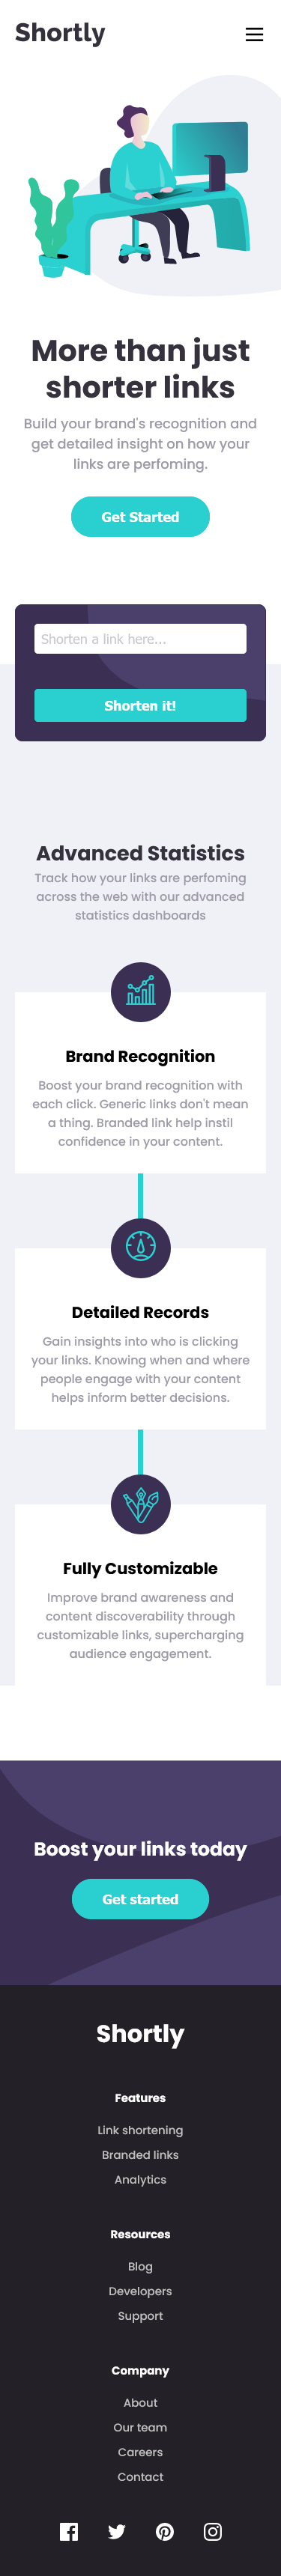 Shortly
More than just
shorter links
Build your brand's recognition and
get detailed insight on how your
links are perfoming.
Get Started
Shorten a link here...
Shorten it!
Advanced Statistics
Track how your links are perfoming
across the web with our advanced
statistics dashboards
Brand Recognition
Boost your brand recognition with
each click. Generic links don't mean
a thing. Branded link help instil
confidence in your content.
Detailed Records
Gain insights into who is clicking
your links. Knowing when and where
people engage with your content
helps inform better decisions.
Fully Customizable
Improve brand awareness and
content discoverability through
customizable links, supercharging
audience engagement.
Boost your links today
Get started
Shortly
Features
Link shortening
Branded links
Analytics
Resources
Blog
Developers
Support
Company
About
Our team
Careers
Contact